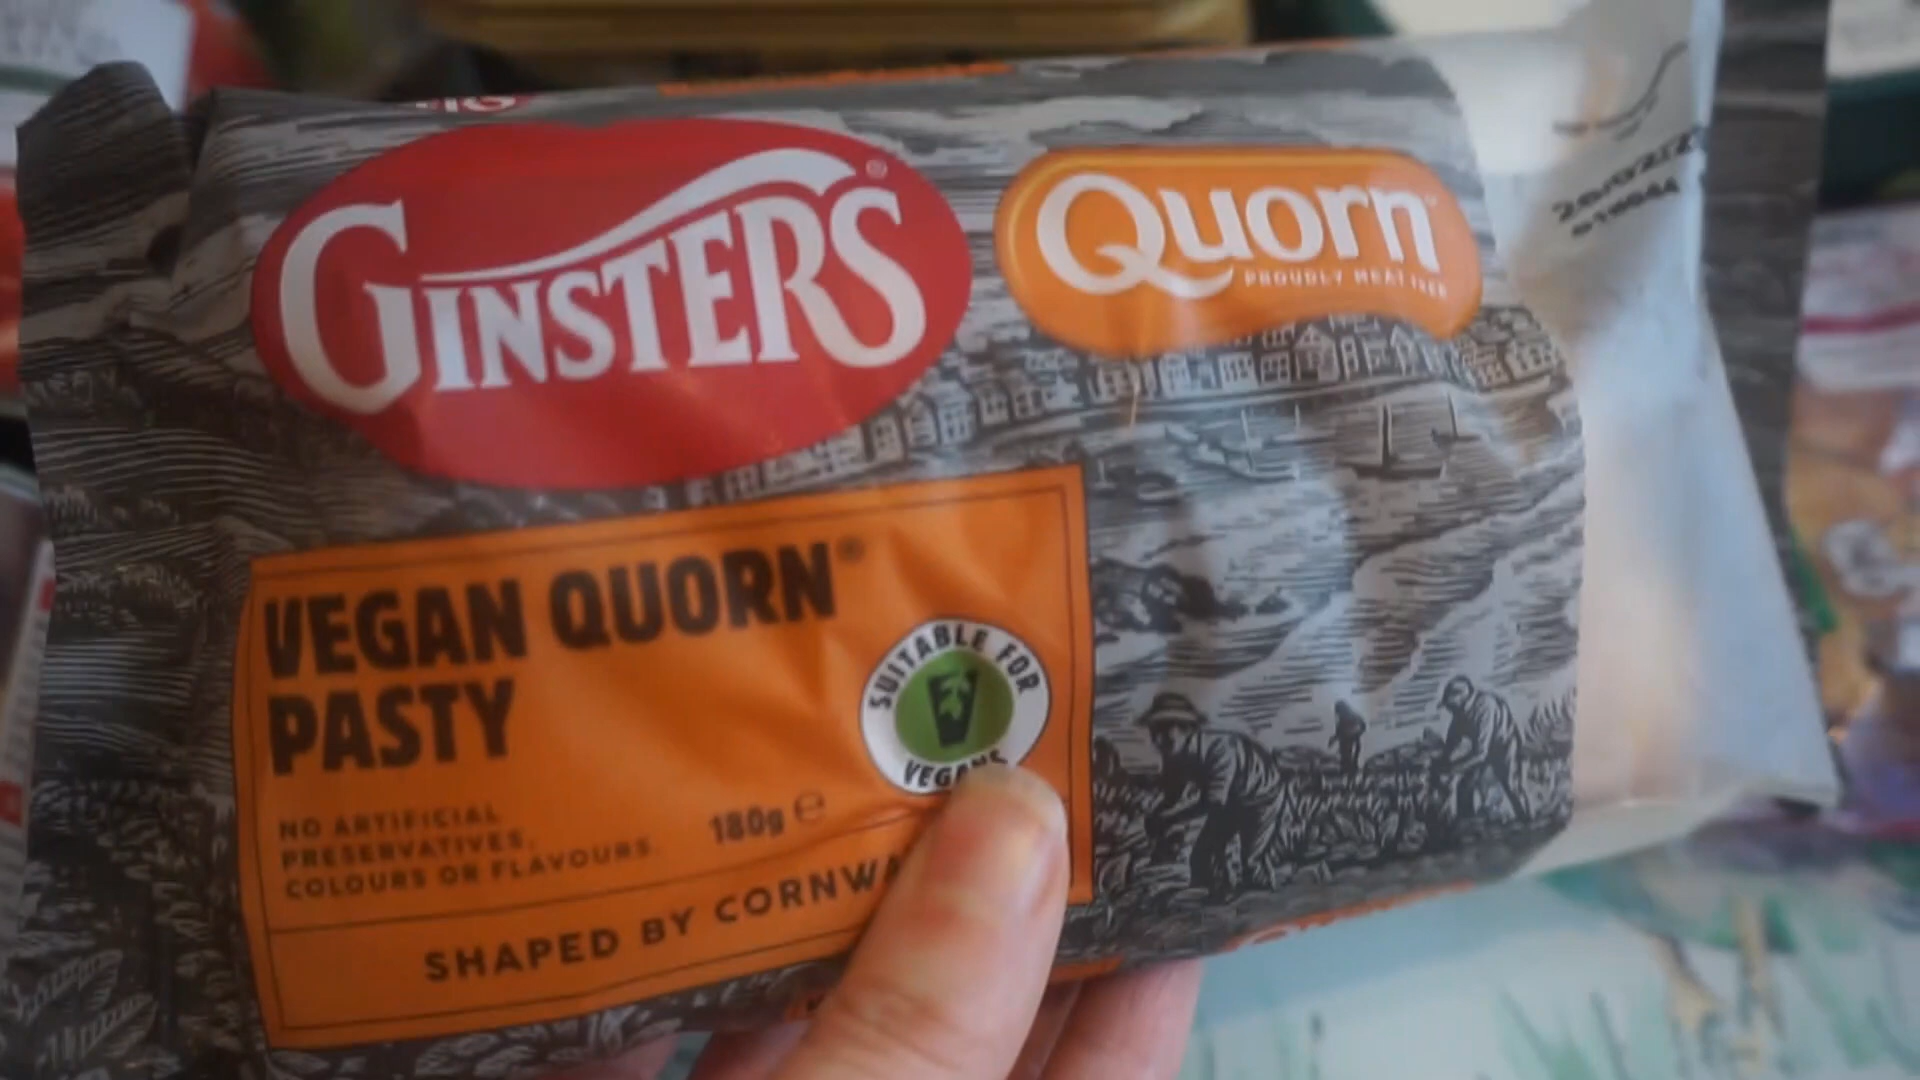 GINSTERS®
Quorn™
PROUDLY MEAT FREE
VEGAN QUORN®
PASTY
SUITABLE FOR
VEGANS
NO ARTIFICIAL
PRESERVATIVES,
COLOURS OR FLAVOURS
180g ℮
SHAPED BY CORNWA